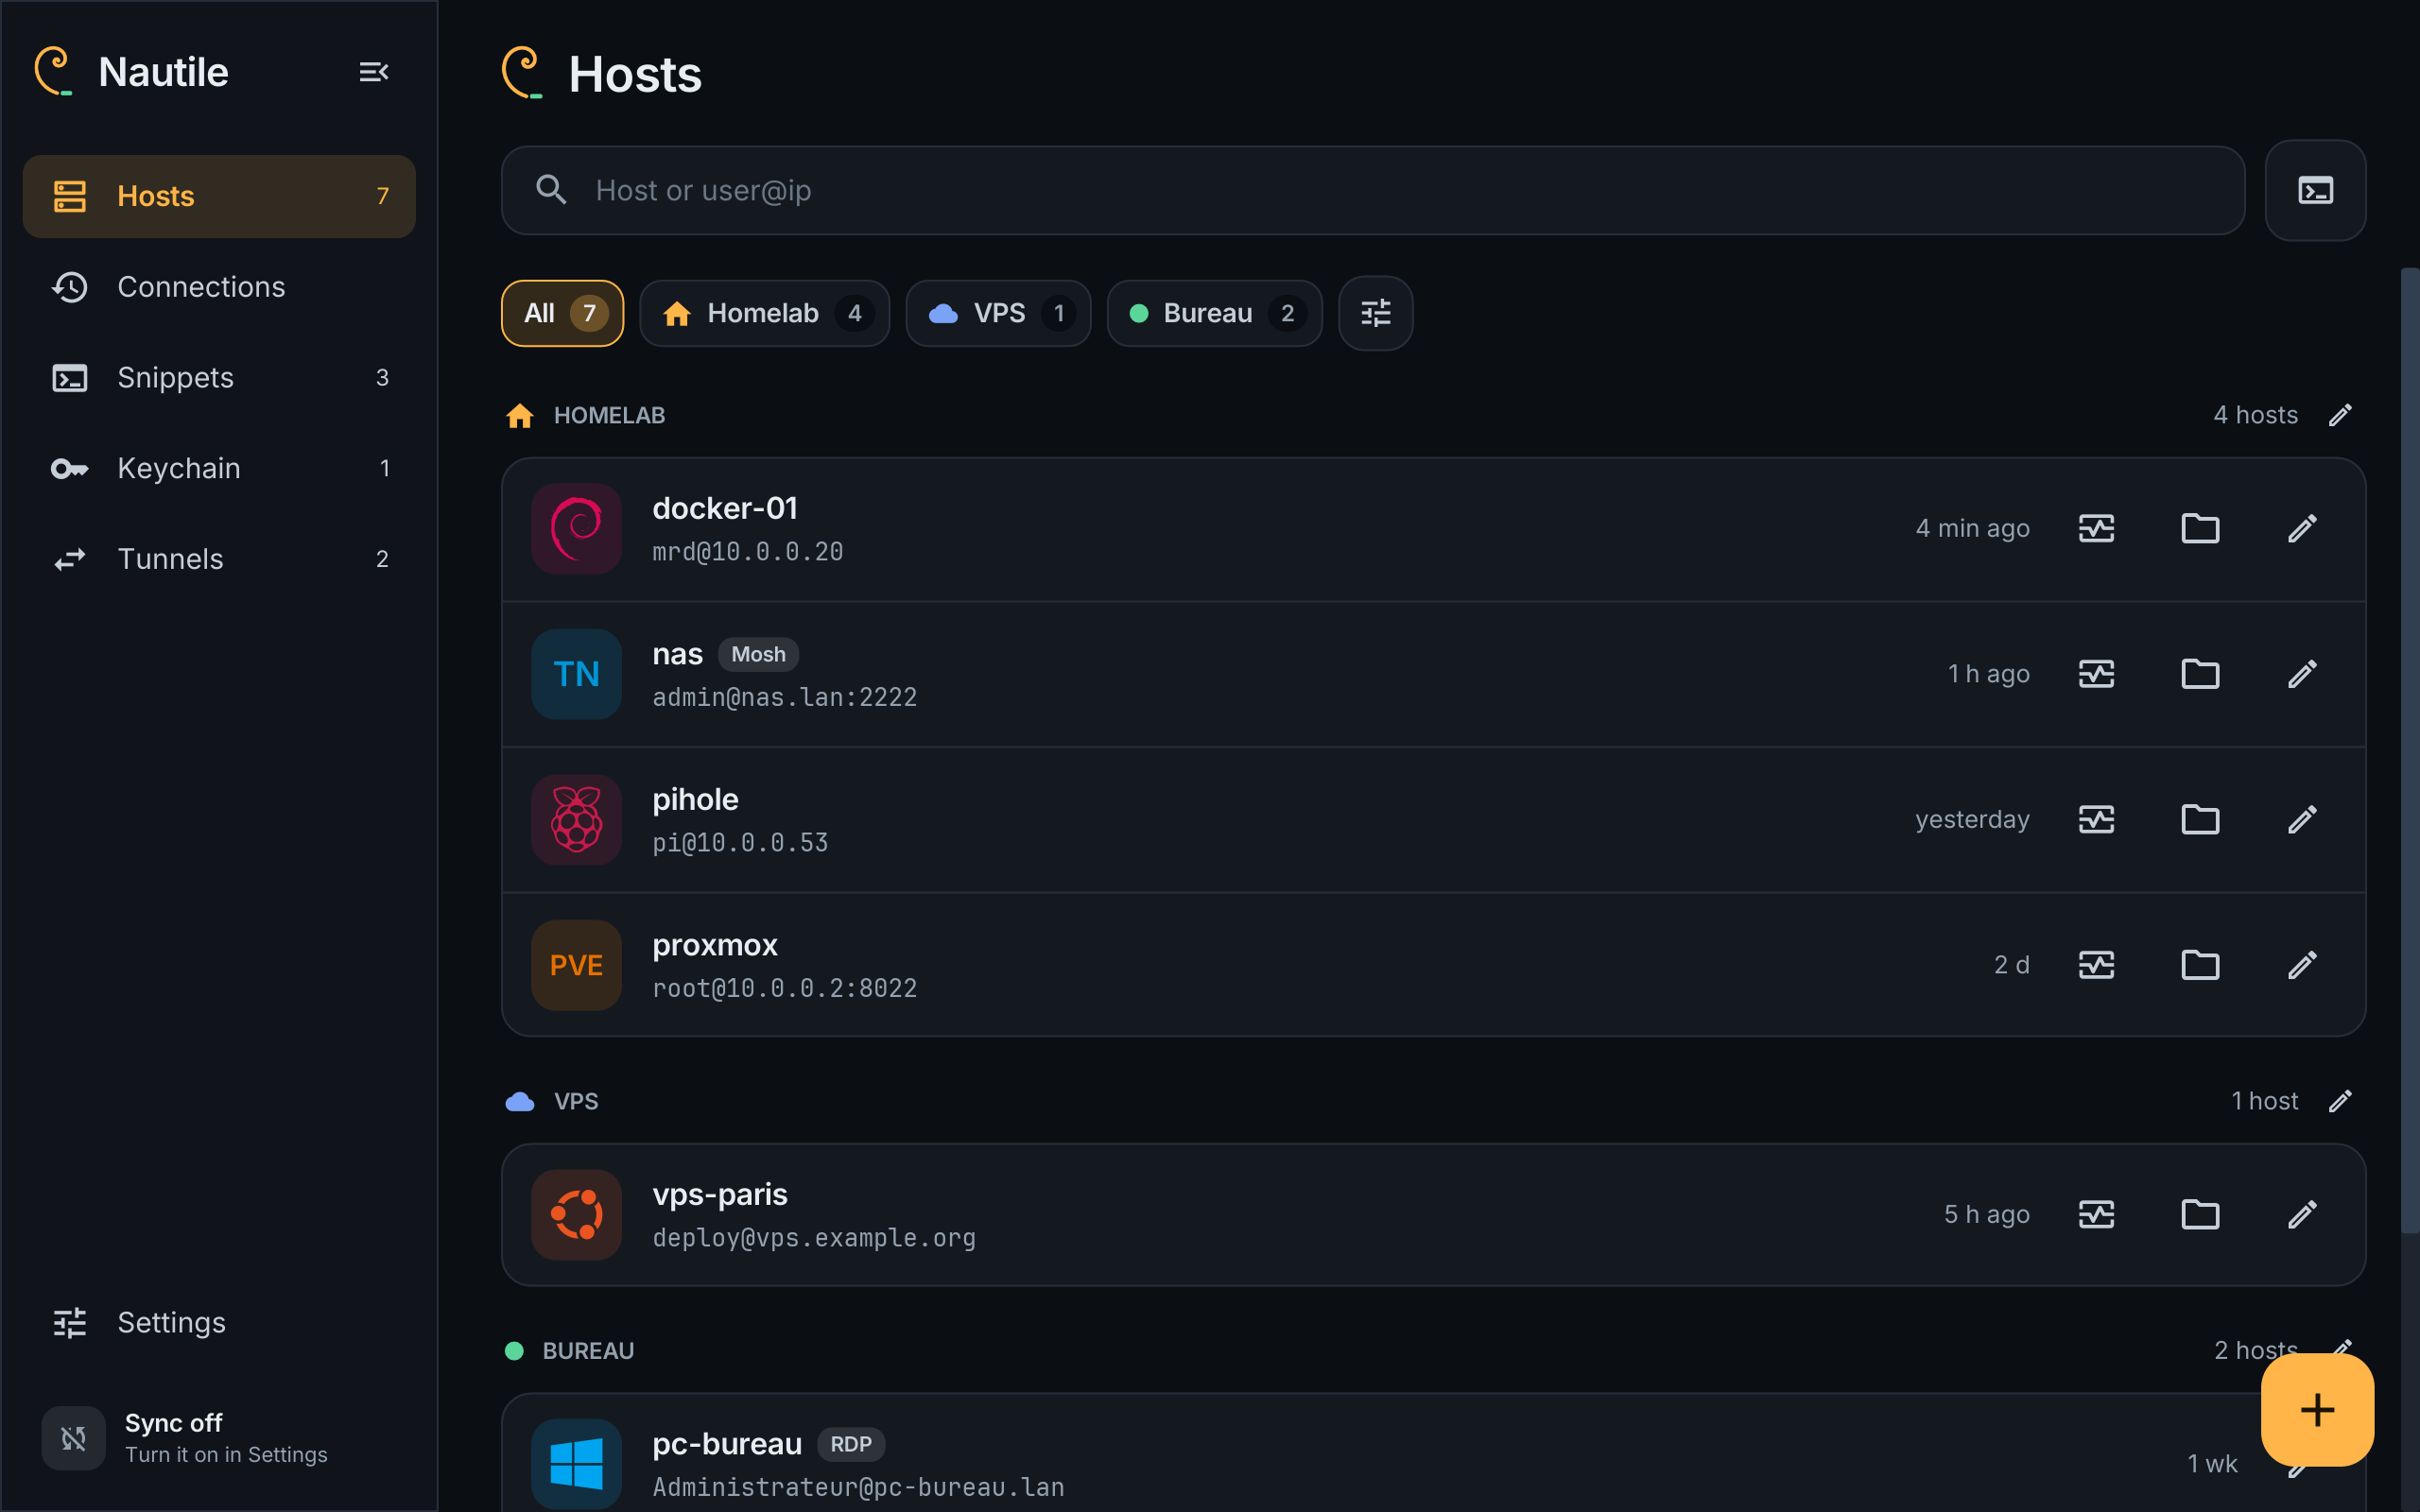 Nautile
Hosts 7
Connections
Snippets 3
Keychain 1
Tunnels 2
Settings
Sync off
Turn it on in Settings
Hosts
Host or user@ip
All 7 Homelab 4 VPS 1 Bureau 2
HOMELAB 4 hosts
docker-01
mrd@10.0.0.20
4 min ago
TN
nas Mosh
admin@nas.lan:2222
1 h ago
pihole
pi@10.0.0.53
yesterday
PVE
proxmox
root@10.0.0.2:8022
2 d
VPS 1 host
vps-paris
deploy@vps.example.org
5 h ago
BUREAU 2 hosts
pc-bureau RDP
Administrateur@pc-bureau.lan
1 wk